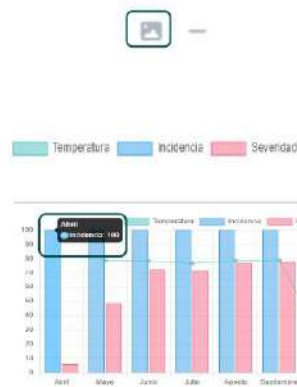 Temperatura Incidencia Severidad
Abril
Incidencia: 100
Temperatura Incidencia
100
90
80
70
60
50
40
30
20
10
0
Abril Mayo Junio Julio Agosto Septiembre